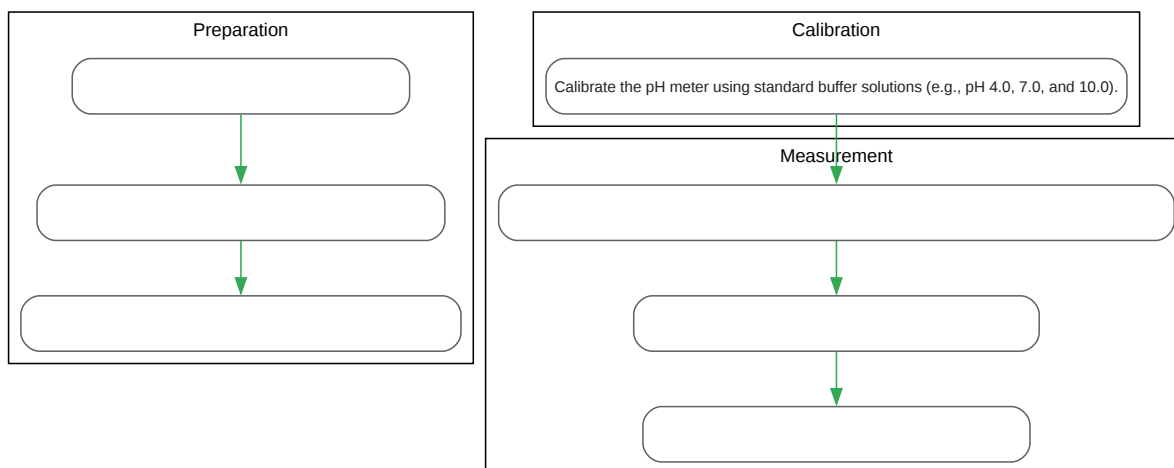 Preparation
Calibration
Calibrate the pH meter using standard buffer solutions (e.g., pH 4.0, 7.0, and 10.0).
Measurement